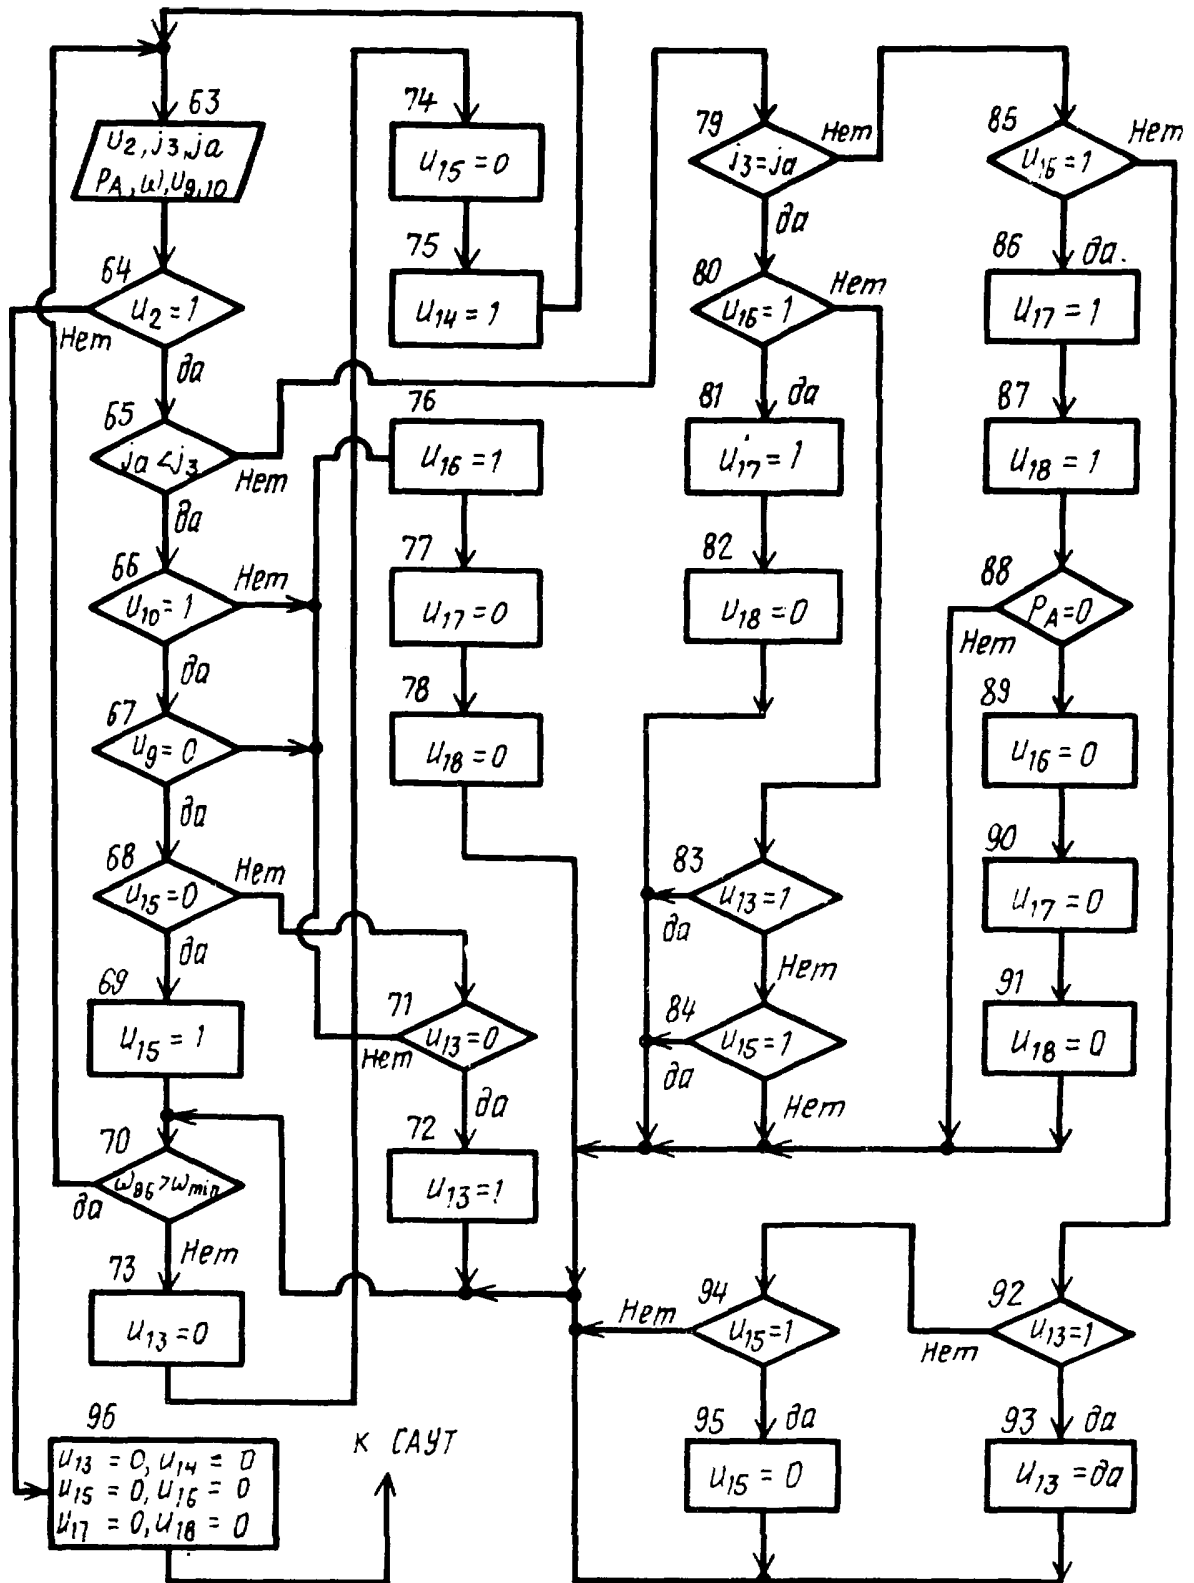 63
u₂, j₃, ja
P_A, ω, u₉,₁₀
64
u₂ = 1
Нет
да
65
ja < j₃
Нет
да
66
u₁₀ = 1
Нет
да
67
u₉ = 0
да
68
u₁₅ = 0
Нет
да
69
u₁₅ = 1
70
ω₈₆ > ω_min
да
Нет
73
u₁₃ = 0
96
u₁₃ = 0, u₁₄ = 0
u₁₅ = 0, u₁₆ = 0
u₁₇ = 0, u₁₈ = 0
к САУТ
74
u₁₅ = 0
75
u₁₄ = 1
76
u₁₆ = 1
77
u₁₇ = 0
78
u₁₈ = 0
71
u₁₃ = 0
Нет
да
72
u₁₃ = 1
79
j₃ = ja
Нет
да
80
u₁₆ = 1
Нет
да
81
u₁₇ = 1
82
u₁₈ = 0
83
u₁₃ = 1
да
Нет
84
u₁₅ = 1
да
Нет
94
u₁₅ = 1
Нет
да
95
u₁₅ = 0
85
u₁₆ = 1
Нет
да.
86
u₁₇ = 1
87
u₁₈ = 1
88
P_A = 0
Нет
89
u₁₆ = 0
90
u₁₇ = 0
91
u₁₈ = 0
92
u₁₃ = 1
Нет
да
93
u₁₃ = да